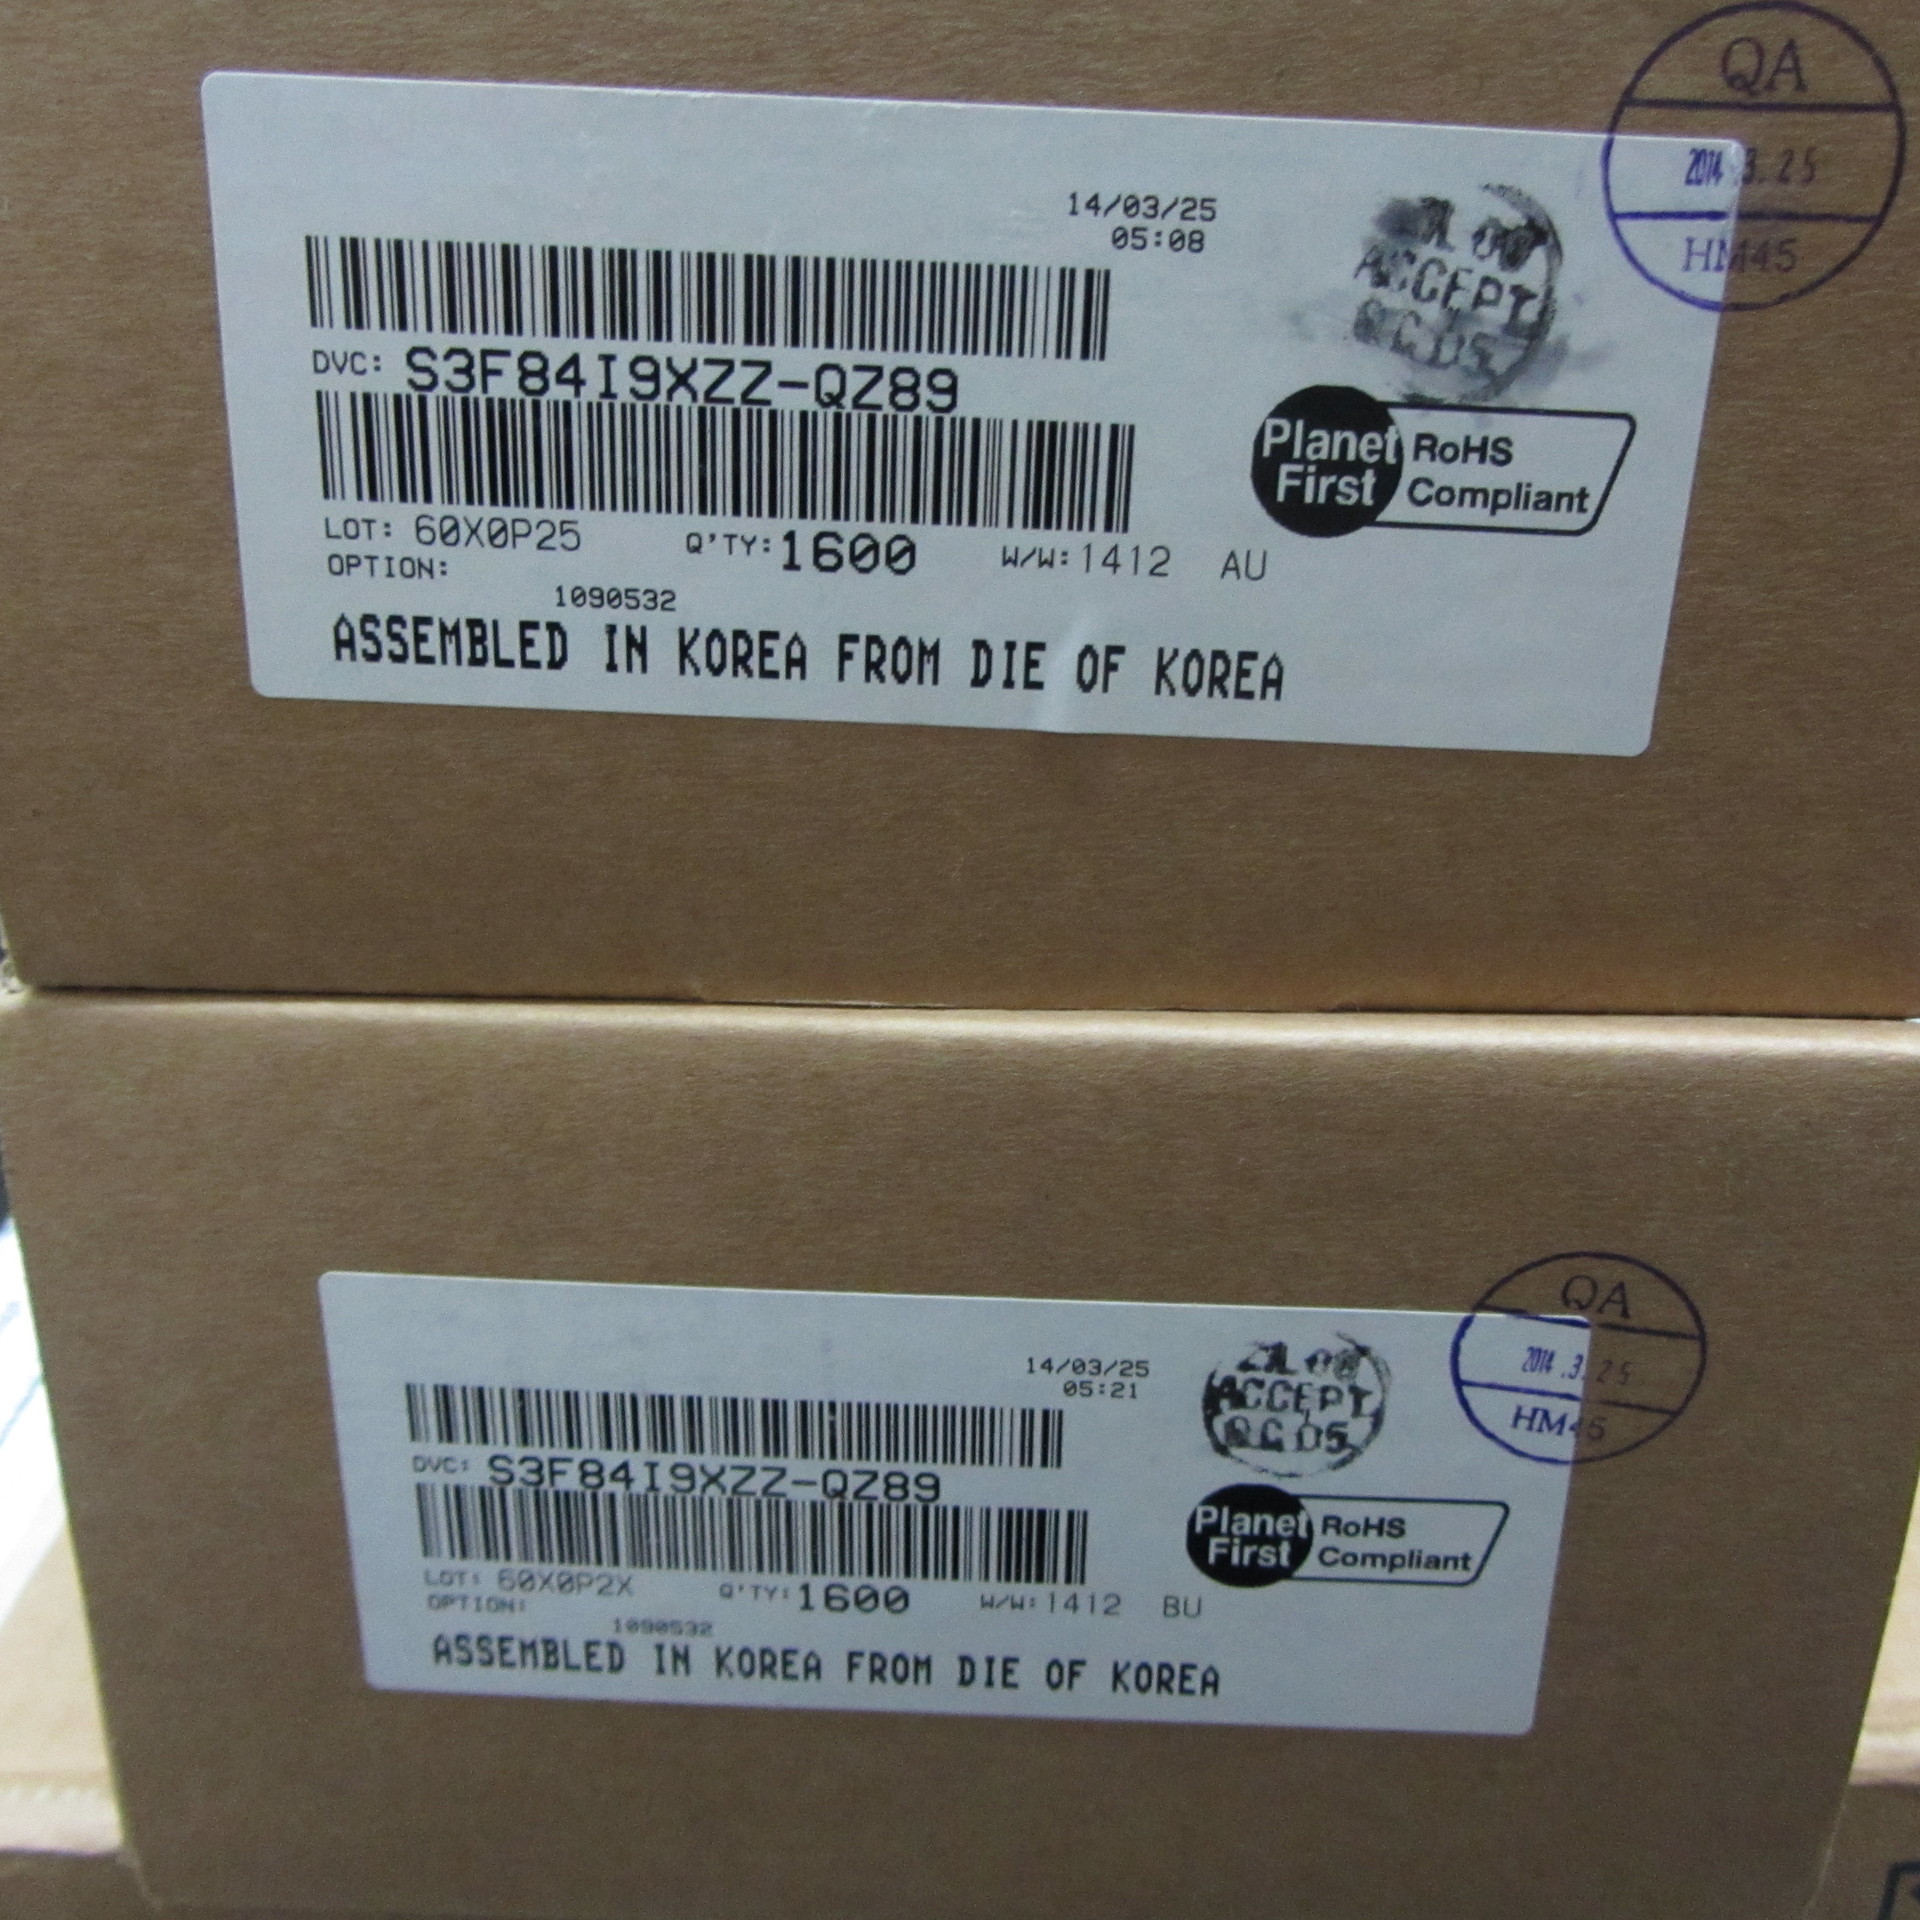 QA
2014.3.25
HM45
14/03/25
05:08
ACCEPT
DVC: S3F84I9XZZ-QZ89
Planet First RoHS Compliant
LOT: 60X0P25 Q'TY:1600 W/W:1412 AU
OPTION:
1090532
ASSEMBLED IN KOREA FROM DIE OF KOREA
QA
2014.3.25
HM45
14/03/25
05:21
ACCEPT
DVC: S3F84I9XZZ-QZ89
Planet First RoHS Compliant
LOT: 60X0P2X Q'TY:1600 W/W:1412 BU
OPTION:
1090532
ASSEMBLED IN KOREA FROM DIE OF KOREA